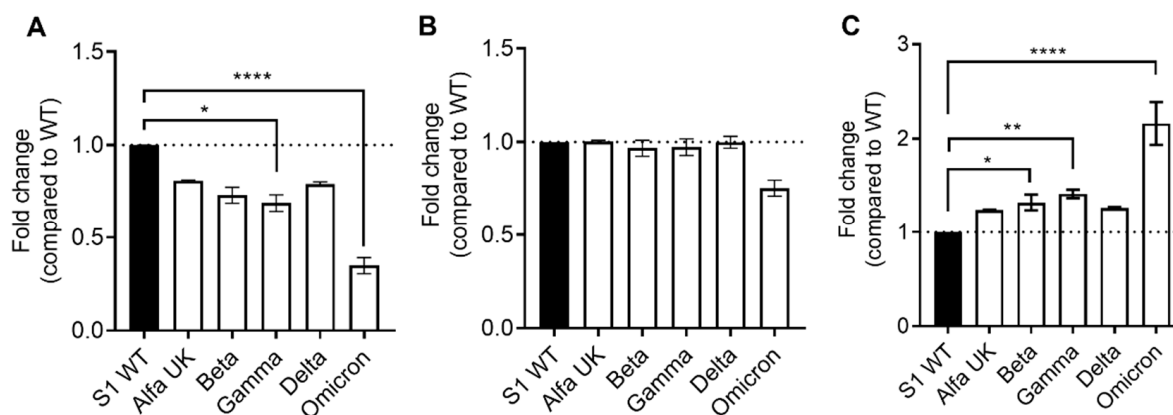 A
Fold change
(compared to WT)
1.5
1.0
0.5
0.0
****
*
S1 WT
Alfa UK
Beta
Gamma
Delta
Omicron
B
Fold change
(compared to WT)
1.5
1.0
0.5
0.0
S1 WT
Alfa UK
Beta
Gamma
Delta
Omicron
C
Fold change
(compared to WT)
3
2
1
0
****
**
*
S1 WT
Alfa UK
Beta
Gamma
Delta
Omicron